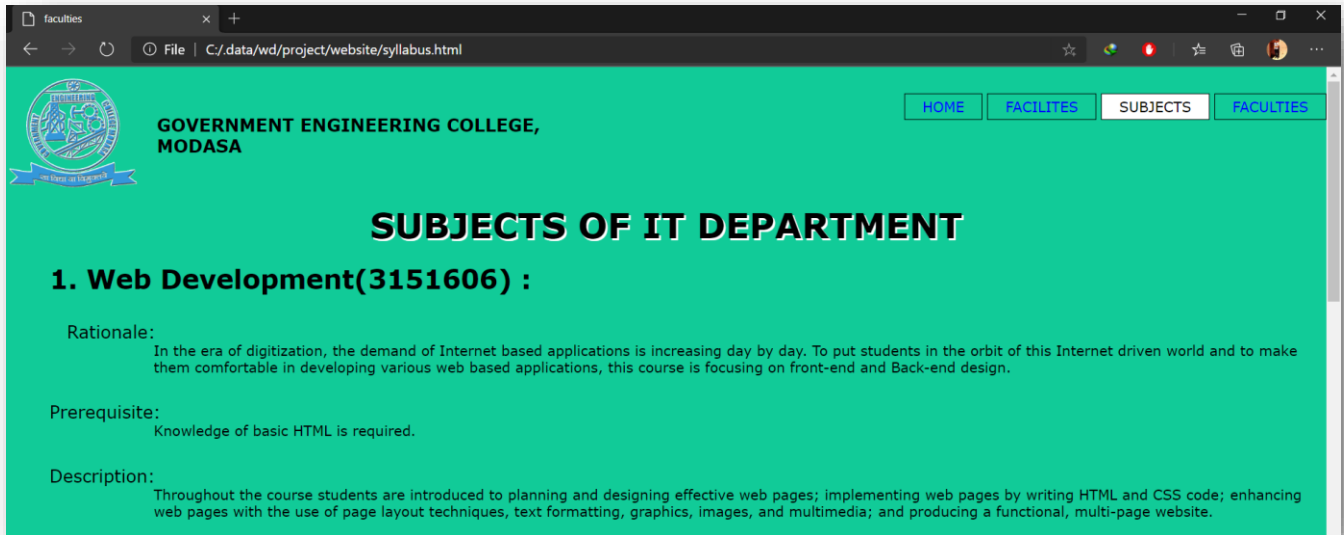 faculties
File | C:/.data/wd/project/website/syllabus.html
ENGINEERING
HOME FACILITES SUBJECTS FACULTIES
GOVERNMENT ENGINEERING COLLEGE,
MODASA
SUBJECTS OF IT DEPARTMENT
1. Web Development(3151606) :
Rationale:
In the era of digitization, the demand of Internet based applications is increasing day by day. To put students in the orbit of this Internet driven world and to make
them comfortable in developing various web based applications, this course is focusing on front-end and Back-end design.
Prerequisite:
Knowledge of basic HTML is required.
Description:
Throughout the course students are introduced to planning and designing effective web pages; implementing web pages by writing HTML and CSS code; enhancing
web pages with the use of page layout techniques, text formatting, graphics, images, and multimedia; and producing a functional, multi-page website.